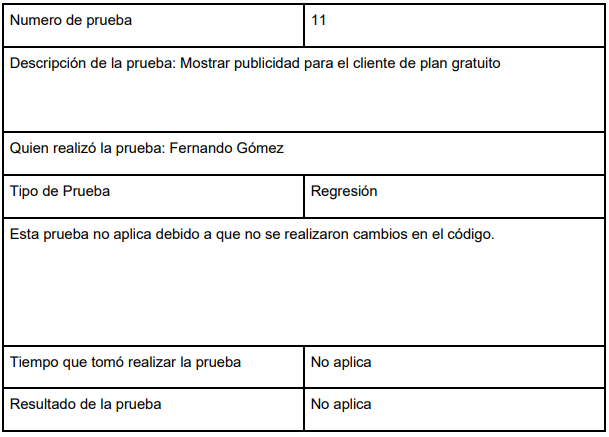 Numero de prueba
11
Descripción de la prueba: Mostrar publicidad para el cliente de plan gratuito
Quien realizó la prueba: Fernando Gómez
Tipo de Prueba
Regresión
Esta prueba no aplica debido a que no se realizaron cambios en el código.
Tiempo que tomó realizar la prueba
No aplica
Resultado de la prueba
No aplica